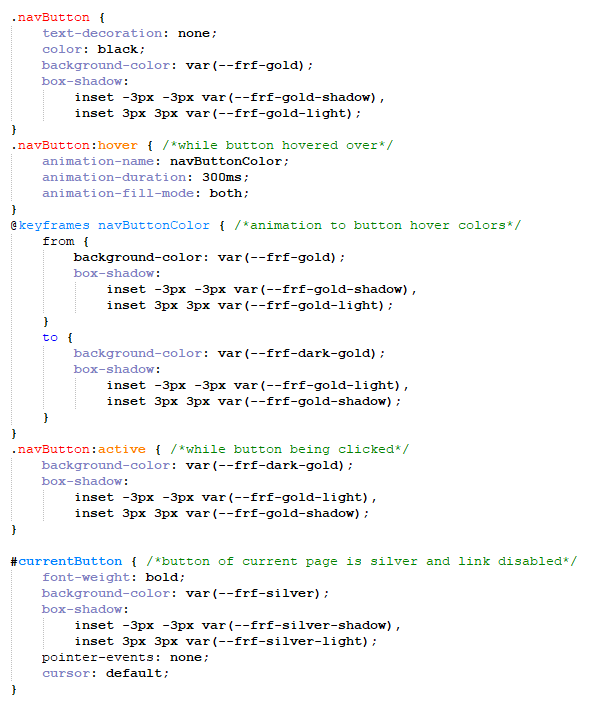 .navButton {
    text-decoration: none;
    color: black;
    background-color: var(--frf-gold);
    box-shadow:
        inset -3px -3px var(--frf-gold-shadow),
        inset 3px 3px var(--frf-gold-light);
}
.navButton:hover { /*while button hovered over*/
    animation-name: navButtonColor;
    animation-duration: 300ms;
    animation-fill-mode: both;
}
@keyframes navButtonColor { /*animation to button hover colors*/
    from {
        background-color: var(--frf-gold);
        box-shadow:
            inset -3px -3px var(--frf-gold-shadow),
            inset 3px 3px var(--frf-gold-light);
    }
    to {
        background-color: var(--frf-dark-gold);
        box-shadow:
            inset -3px -3px var(--frf-gold-light),
            inset 3px 3px var(--frf-gold-shadow);
    }
}
.navButton:active { /*while button being clicked*/
    background-color: var(--frf-dark-gold);
    box-shadow:
        inset -3px -3px var(--frf-gold-light),
        inset 3px 3px var(--frf-gold-shadow);
}

#currentButton { /*button of current page is silver and link disabled*/
    font-weight: bold;
    background-color: var(--frf-silver);
    box-shadow:
        inset -3px -3px var(--frf-silver-shadow),
        inset 3px 3px var(--frf-silver-light);
    pointer-events: none;
    cursor: default;
}